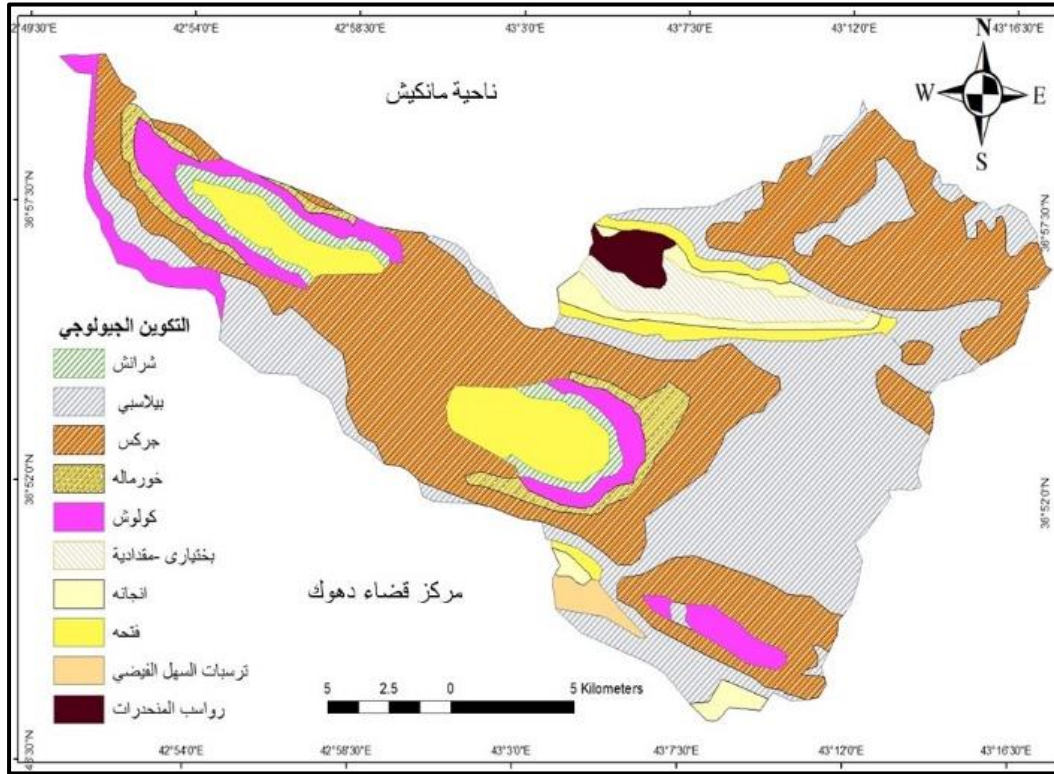 2°49'30"E 42°54'0"E 42°58'30"E 43°3'0"E 43°7'30"E 43°12'0"E 43°16'30"E
N
W E
S
ناحية مانكيش
36°57'30"N 36°57'30"N
التكوين الجيولوجي
شرانش
بيلاسبي
جركس
خورماله
كولوش
بختيارى -مقدادية
انجانه
فتحه
ترسبات السهل الفيضي
رواسب المنحدرات
36°52'0"N 36°52'0"N
مركز قضاء دهوك
5 2.5 0 5 Kilometers
6'30"N
42°54'0"E 42°58'30"E 43°3'0"E 43°7'30"E 43°12'0"E 43°16'30"E